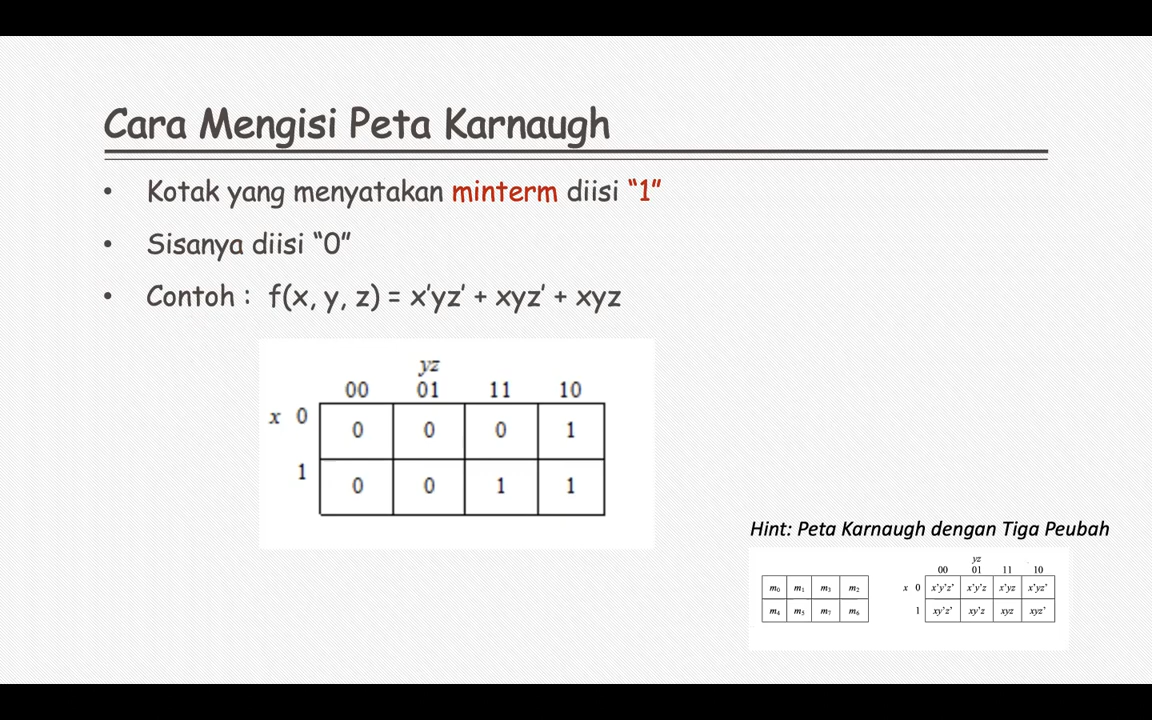 Cara Mengisi Peta Karnaugh
• Kotak yang menyatakan minterm diisi “1”
• Sisanya diisi “0”
• Contoh : f(x, y, z) = x’yz’ + xyz’ + xyz
yz
00 01 11 10
x 0 0 0 0 1
1 0 0 1 1
Hint: Peta Karnaugh dengan Tiga Peubah
yz
00 01 11 10
m₀ m₁ m₃ m₂ x 0 x’y’z’ x’y’z x’yz x’yz’
m₄ m₅ m₇ m₆ 1 xy’z’ xy’z xyz xyz’